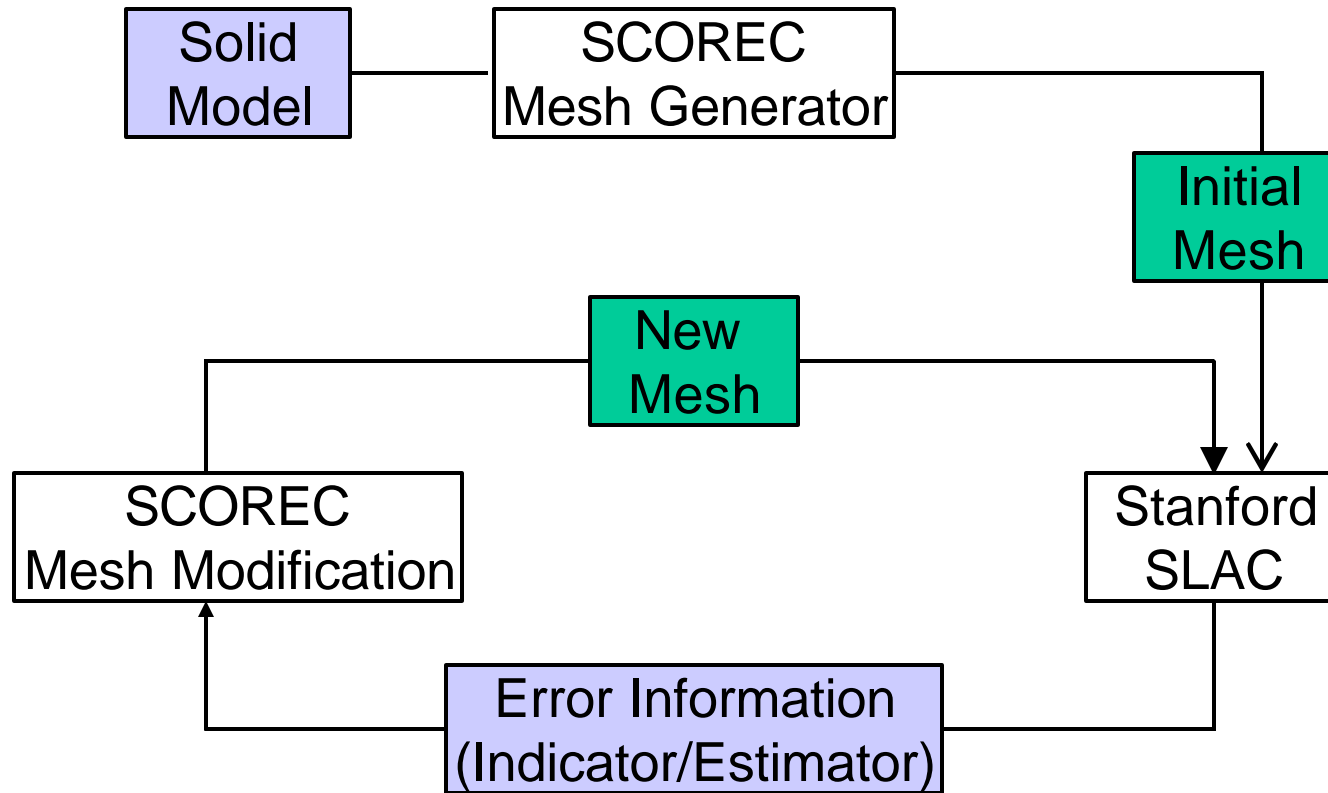 Solid
Model
SCOREC
Mesh Generator
Initial
Mesh
New
Mesh
SCOREC
Mesh Modification
Stanford
SLAC
Error Information
(Indicator/Estimator)